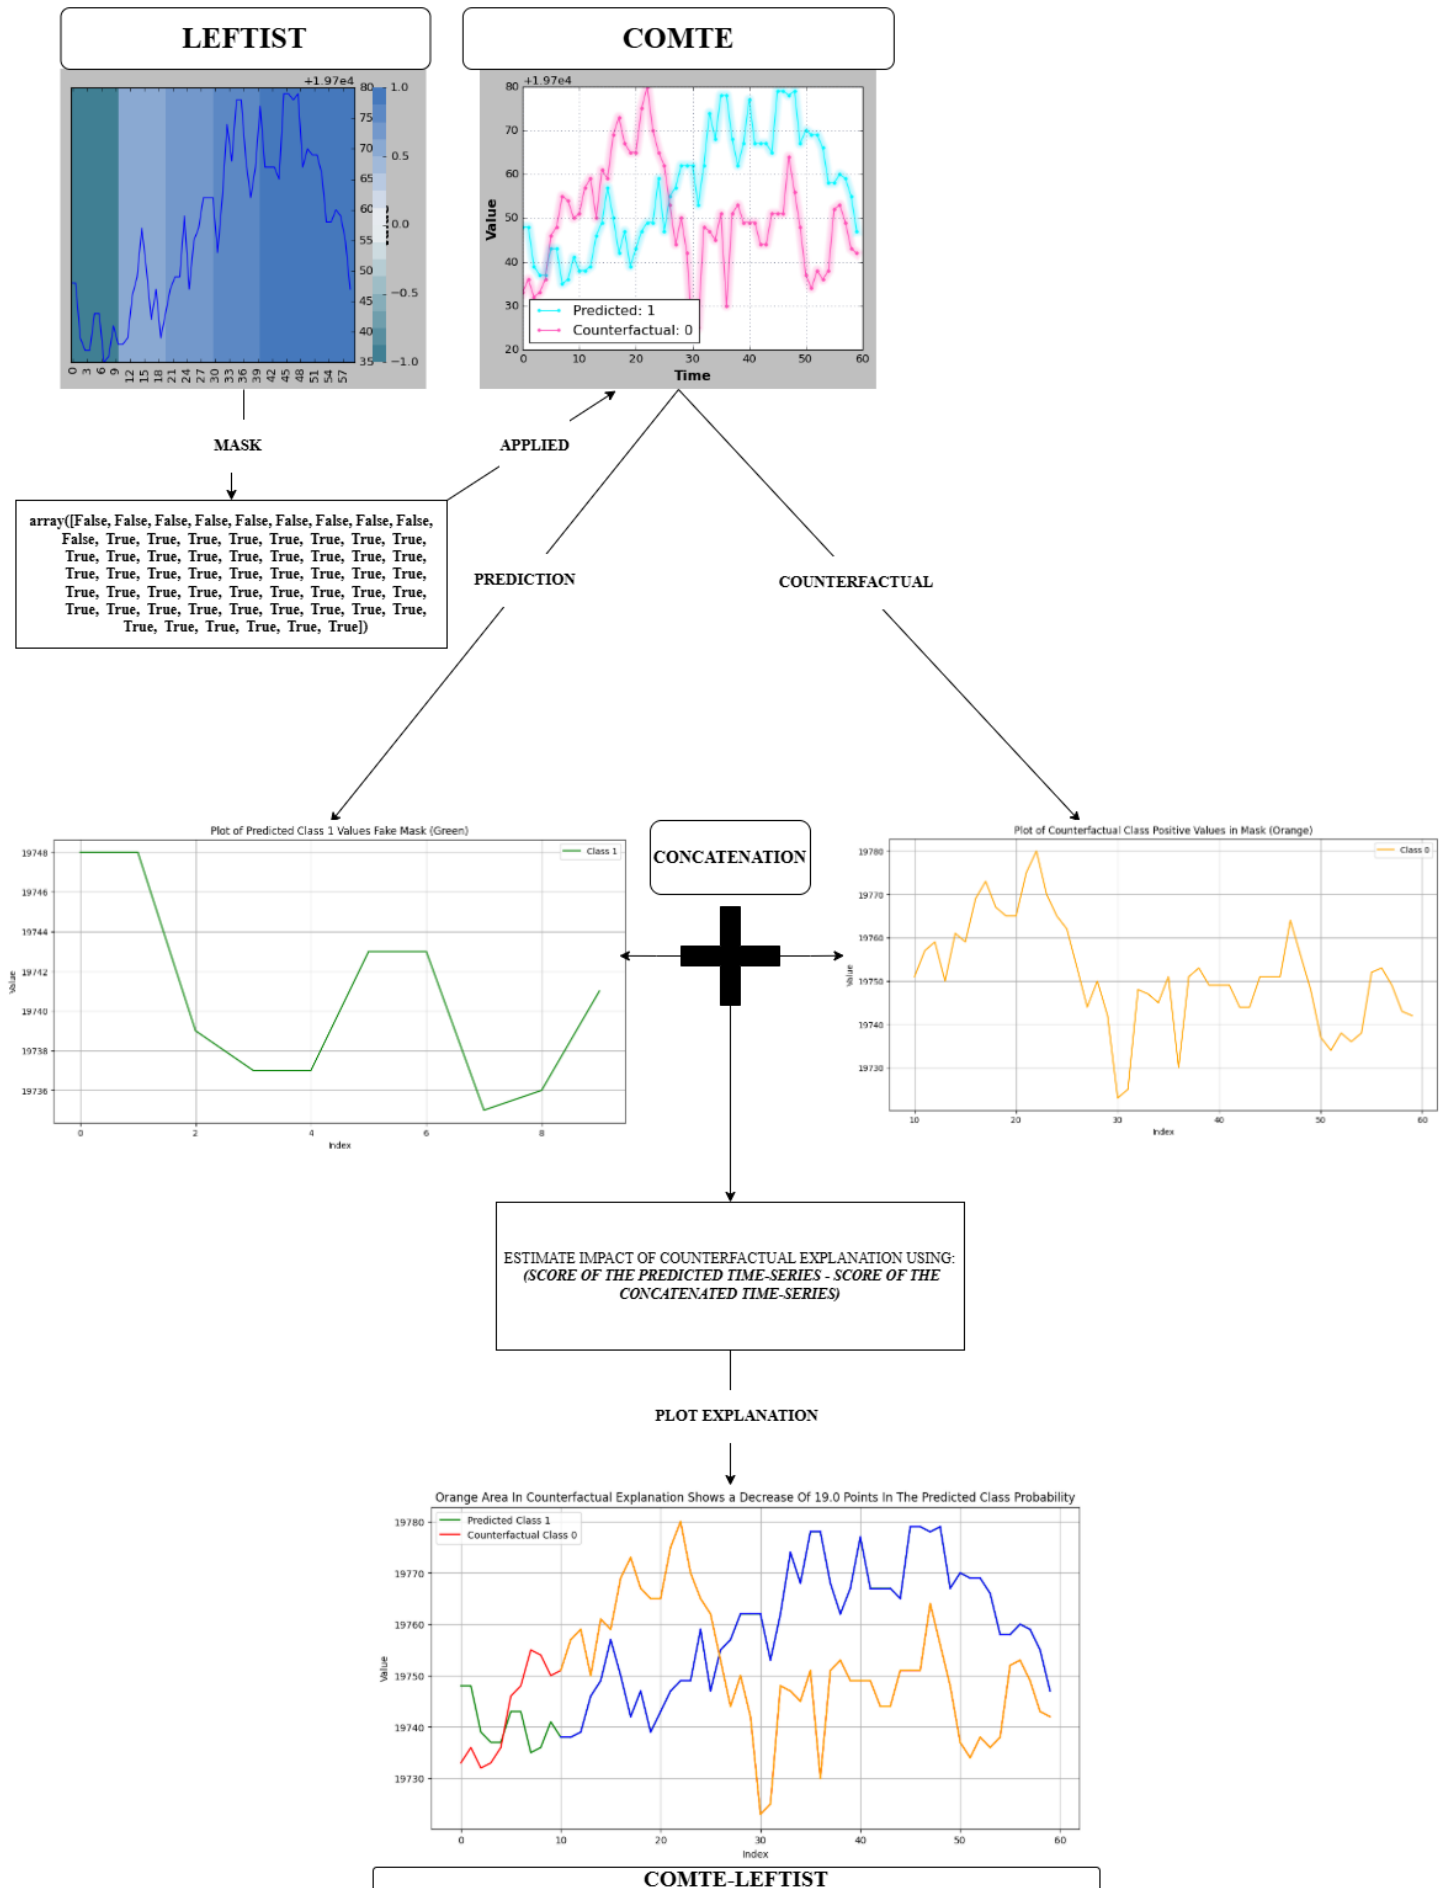 LEFTIST
COMTE
+1.97e4
80
75
70
65
60
55
50
45
40
35
1.0
0.5
0.0
−0.5
−1.0
0 3 6 9 12 15 18 21 24 27 30 33 36 39 42 45 48 51 54 57
+1.97e4
80
70
60
50
40
30
20
Value
Predicted: 1
Counterfactual: 0
0 10 20 30 40 50 60
Time
MASK
APPLIED
array([False, False, False, False, False, False, False, False, False,
False, True, True, True, True, True, True, True, True,
True, True, True, True, True, True, True, True, True,
True, True, True, True, True, True, True, True, True,
True, True, True, True, True, True, True, True, True,
True, True, True, True, True, True, True, True, True,
True, True, True, True, True, True])
PREDICTION
COUNTERFACTUAL
Plot of Predicted Class 1 Values Fake Mask (Green)
Class 1
19748
19746
19744
19742
19740
19738
19736
Value
0 2 4 6 8
Index
CONCATENATION
Plot of Counterfactual Class Positive Values in Mask (Orange)
Class 0
19780
19770
19760
19750
19740
19730
Value
10 20 30 40 50 60
Index
ESTIMATE IMPACT OF COUNTERFACTUAL EXPLANATION USING:
(SCORE OF THE PREDICTED TIME-SERIES - SCORE OF THE
CONCATENATED TIME-SERIES)
PLOT EXPLANATION
Orange Area In Counterfactual Explanation Shows a Decrease Of 19.0 Points In The Predicted Class Probability
Predicted Class 1
Counterfactual Class 0
19780
19770
19760
19750
19740
19730
Value
0 10 20 30 40 50 60
Index
COMTE-LEFTIST